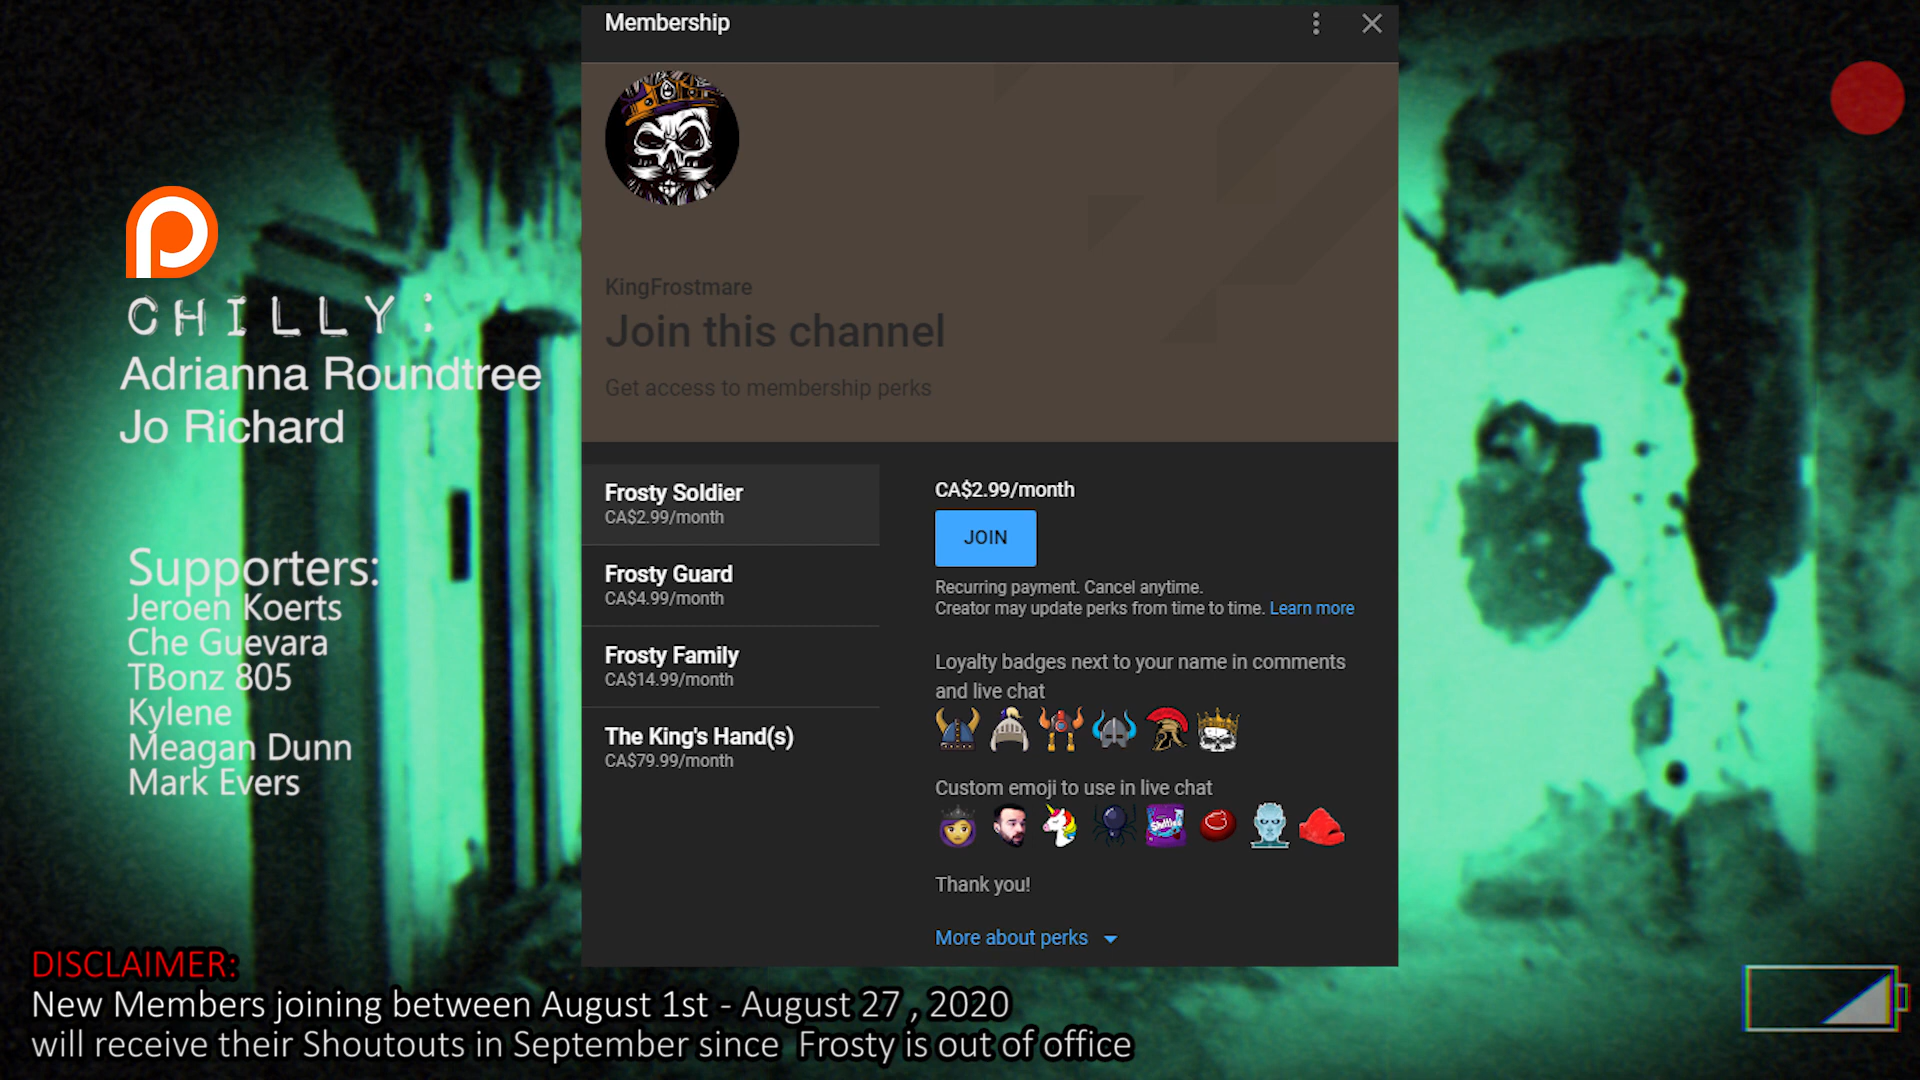 Membership
KingFrostmare
Join this channel
Get access to membership perks
CHILLY:
Adrianna Roundtree
Jo Richard
Supporters:
Jeroen Koerts
Che Guevara
TBonz 805
Kylene
Meagan Dunn
Mark Evers
Frosty Soldier
CA$2.99/month
Frosty Guard
CA$4.99/month
Frosty Family
CA$14.99/month
The King's Hand(s)
CA$79.99/month
CA$2.99/month
JOIN
Recurring payment. Cancel anytime.
Creator may update perks from time to time. Learn more
Loyalty badges next to your name in comments
and live chat
Custom emoji to use in live chat
Thank you!
More about perks
DISCLAIMER:
New Members joining between August 1st - August 27 , 2020
will receive their Shoutouts in September since  Frosty is out of office